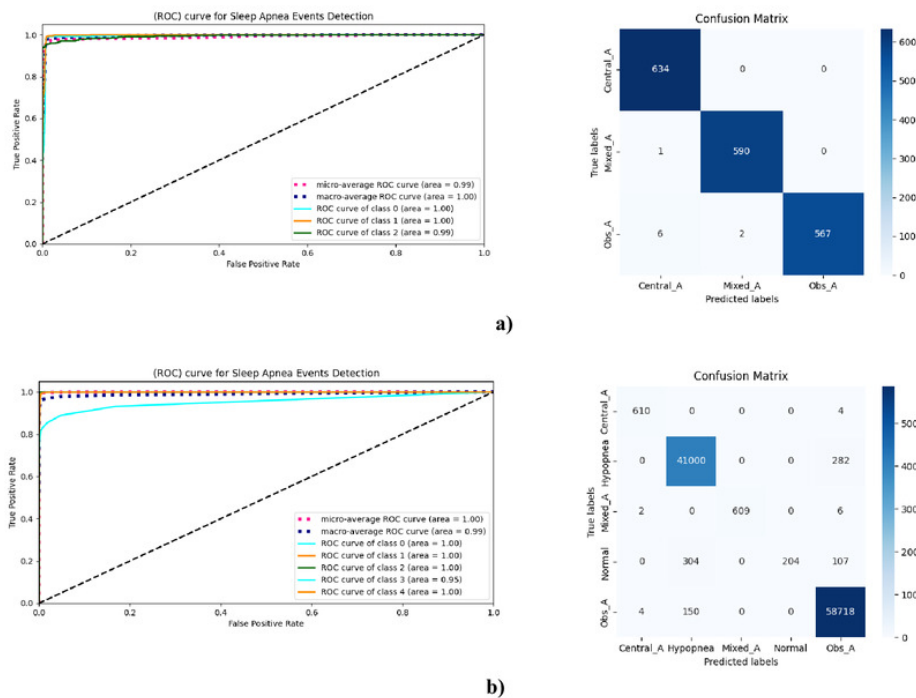 (ROC) curve for Sleep Apnea Events Detection
1.0
0.8
0.6
0.4
0.2
0.0
True Positive Rate
micro-average ROC curve (area = 0.99)
macro-average ROC curve (area = 1.00)
ROC curve of class 0 (area = 1.00)
ROC curve of class 1 (area = 1.00)
ROC curve of class 2 (area = 0.99)
0.0 0.2 0.4 0.6 0.8 1.0
False Positive Rate
Confusion Matrix
True labels
Central_A 634 0 0
Mixed_A 1 590 0
Obs_A 6 2 567
Central_A Mixed_A Obs_A
Predicted labels
600
500
400
300
200
100
0
a)
(ROC) curve for Sleep Apnea Events Detection
1.0
0.8
0.6
0.4
0.2
0.0
True Positive Rate
micro-average ROC curve (area = 1.00)
macro-average ROC curve (area = 0.99)
ROC curve of class 0 (area = 1.00)
ROC curve of class 1 (area = 1.00)
ROC curve of class 2 (area = 1.00)
ROC curve of class 3 (area = 0.95)
ROC curve of class 4 (area = 1.00)
0.0 0.2 0.4 0.6 0.8 1.0
False Positive Rate
Confusion Matrix
True labels
Central_A 610 0 0 0 4
Hypopnea 0 41000 0 0 282
Mixed_A 2 0 609 0 6
Normal 0 304 0 204 107
Obs_A 4 150 0 0 58718
Central_A Hypopnea Mixed_A Normal Obs_A
Predicted labels
500
400
300
200
100
0
b)